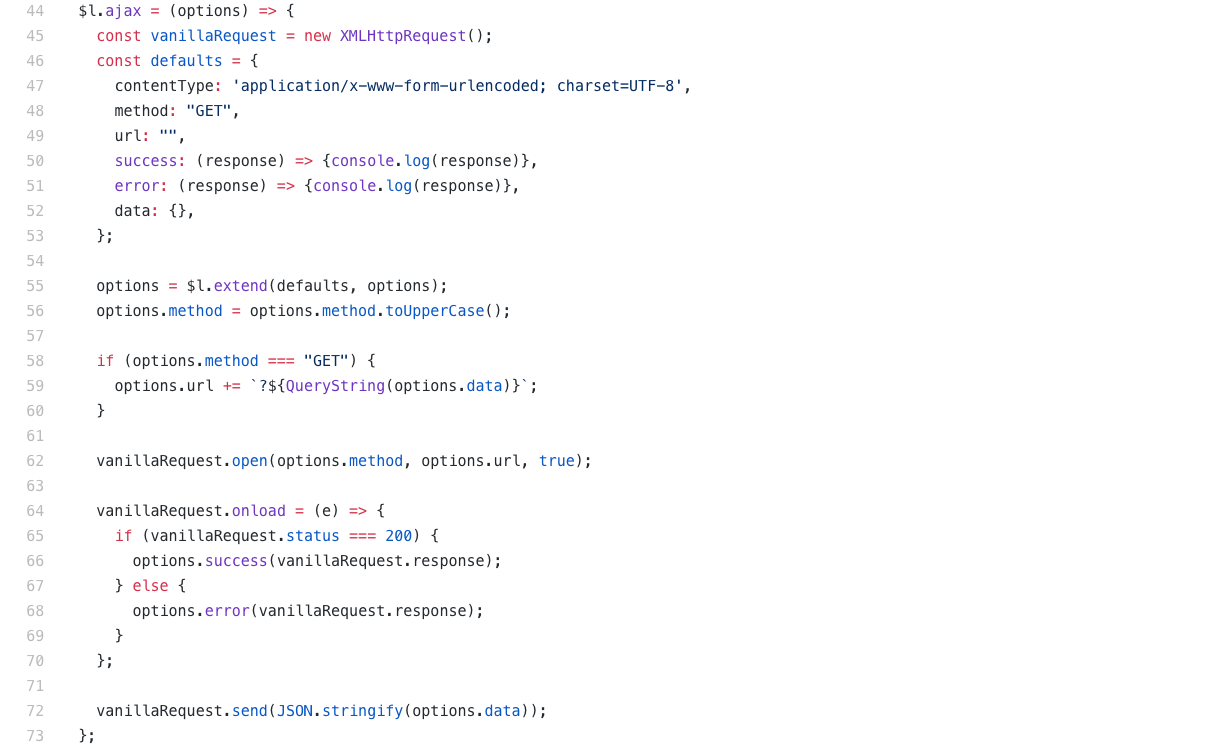 44 $l.ajax = (options) => {
45 const vanillaRequest = new XMLHttpRequest();
46 const defaults = {
47 contentType: 'application/x-www-form-urlencoded; charset=UTF-8',
48 method: "GET",
49 url: "",
50 success: (response) => {console.log(response)},
51 error: (response) => {console.log(response)},
52 data: {},
53 };
54
55 options = $l.extend(defaults, options);
56 options.method = options.method.toUpperCase();
57
58 if (options.method === "GET") {
59 options.url += `?${QueryString(options.data)}`;
60 }
61
62 vanillaRequest.open(options.method, options.url, true);
63
64 vanillaRequest.onload = (e) => {
65 if (vanillaRequest.status === 200) {
66 options.success(vanillaRequest.response);
67 } else {
68 options.error(vanillaRequest.response);
69 }
70 };
71
72 vanillaRequest.send(JSON.stringify(options.data));
73 };